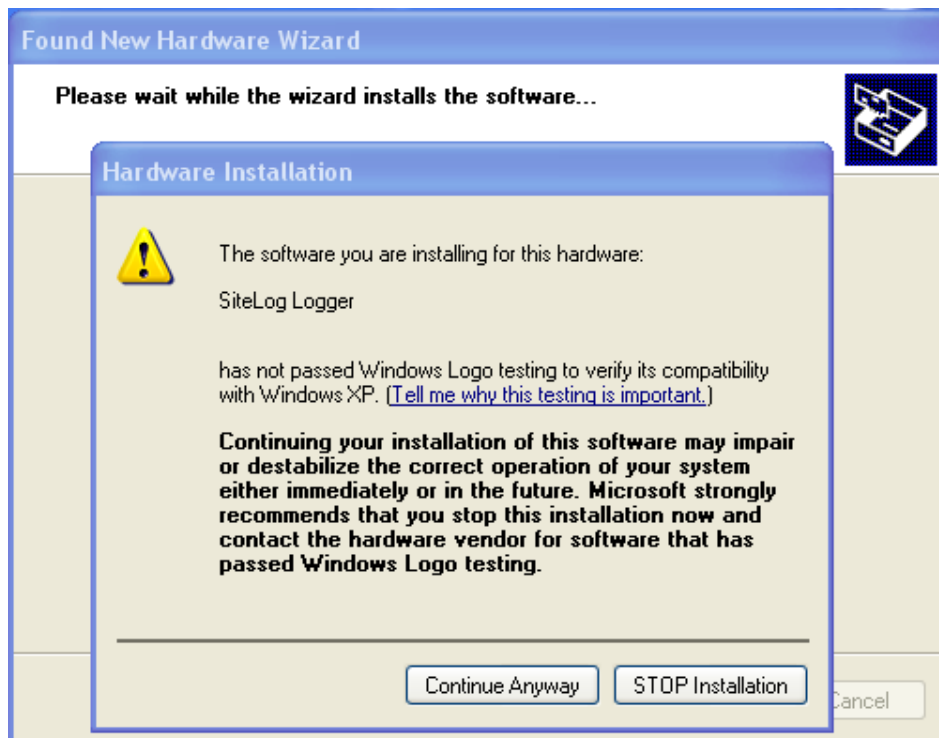 Found New Hardware Wizard
Please wait while the wizard installs the software...
Hardware Installation
The software you are installing for this hardware:
SiteLog Logger
has not passed Windows Logo testing to verify its compatibility
with Windows XP. (Tell me why this testing is important.)
Continuing your installation of this software may impair
or destabilize the correct operation of your system
either immediately or in the future. Microsoft strongly
recommends that you stop this installation now and
contact the hardware vendor for software that has
passed Windows Logo testing.
Continue Anyway
STOP Installation
Cancel